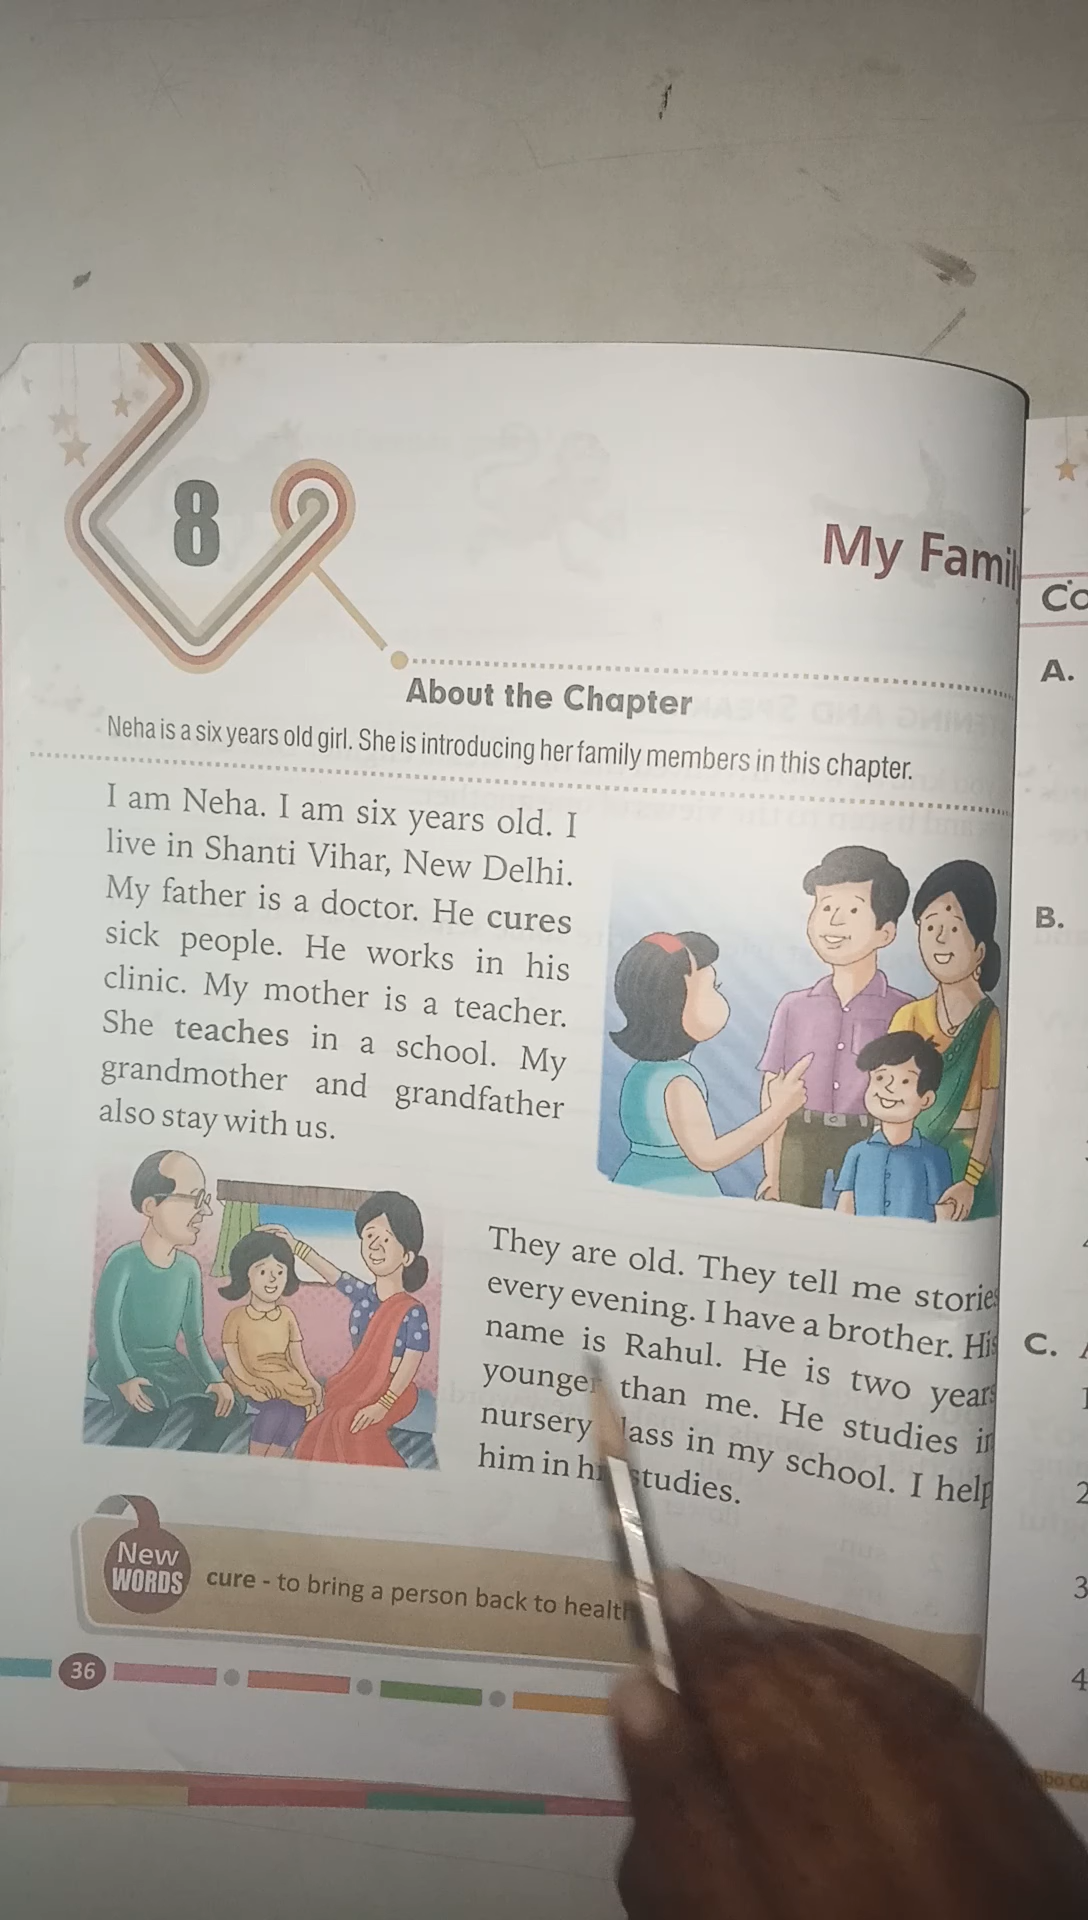 8
My Famil
About the Chapter
Neha is a six years old girl. She is introducing her family members in this chapter.
I am Neha. I am six years old. I
live in Shanti Vihar, New Delhi.
My father is a doctor. He cures
sick people. He works in his
clinic. My mother is a teacher.
She teaches in a school. My
grandmother and grandfather
also stay with us.
They are old. They tell me stories
every evening. I have a brother. His
name is Rahul. He is two years
younger than me. He studies in
nursery lass in my school. I help
him in studies.
New
WORDS
cure - to bring a person back to health
36
Co
A.
B.
C.
1
2
3
4